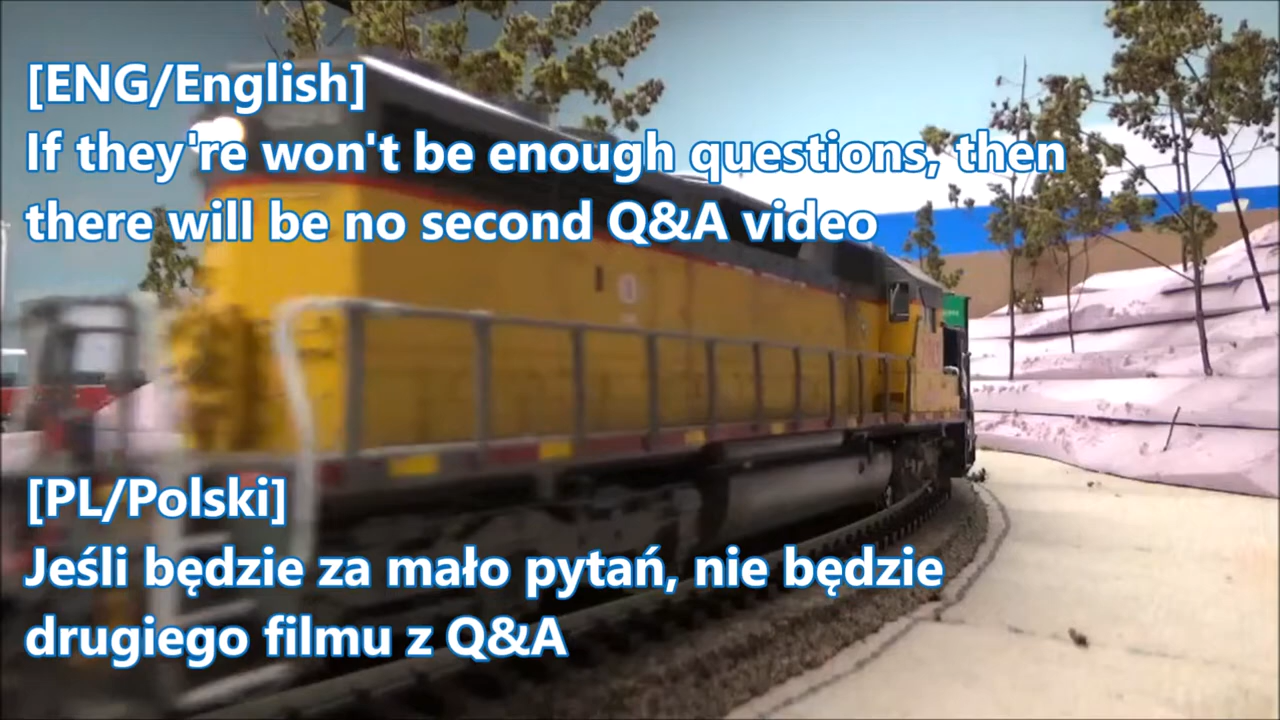 [ENG/English]
If they're won't be enough questions, then
there will be no second Q&A video
[PL/Polski]
Jeśli będzie za mało pytań, nie będzie
drugiego filmu z Q&A